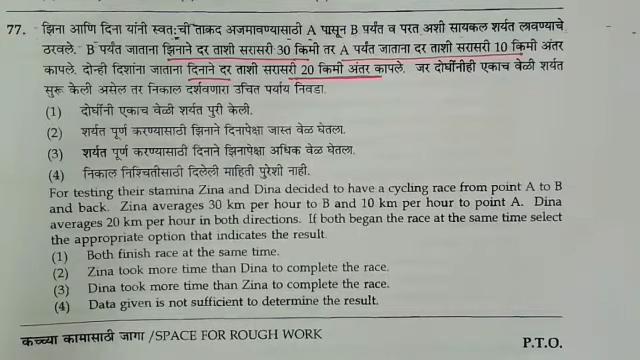 77. झिना आणि दिना यांनी स्वतःची ताकद अजमावण्यासाठी A पासून B पर्यंत व परत अशी सायकल शर्यत लावण्याचे
ठरवले. B पर्यंत जाताना झिनाने दर ताशी सरासरी 30 किमी तर A पर्यंत जाताना दर ताशी सरासरी 10 किमी अंतर
कापले. दोन्ही दिशांना जाताना दिनाने दर ताशी सरासरी 20 किमी अंतर कापले. जर दोघींनीही एकाच वेळी शर्यत
सुरू केली असेल तर निकाल दर्शवणारा उचित पर्याय निवडा.
(1) दोघींनी एकाच वेळी शर्यत पुरी केली.
(2) शर्यत पूर्ण करण्यासाठी झिनाने दिनापेक्षा जास्त वेळ घेतला.
(3) शर्यत पूर्ण करण्यासाठी दिनाने झिनापेक्षा अधिक वेळ घेतला.
(4) निकाल निश्चितीसाठी दिलेली माहिती पुरेशी नाही.
For testing their stamina Zina and Dina decided to have a cycling race from point A to B
and back. Zina averages 30 km per hour to B and 10 km per hour to point A. Dina
averages 20 km per hour in both directions. If both began the race at the same time select
the appropriate option that indicates the result.
(1) Both finish race at the same time.
(2) Zina took more time than Dina to complete the race.
(3) Dina took more time than Zina to complete the race.
(4) Data given is not sufficient to determine the result.
कच्च्या कामासाठी जागा /SPACE FOR ROUGH WORK
P.T.O.